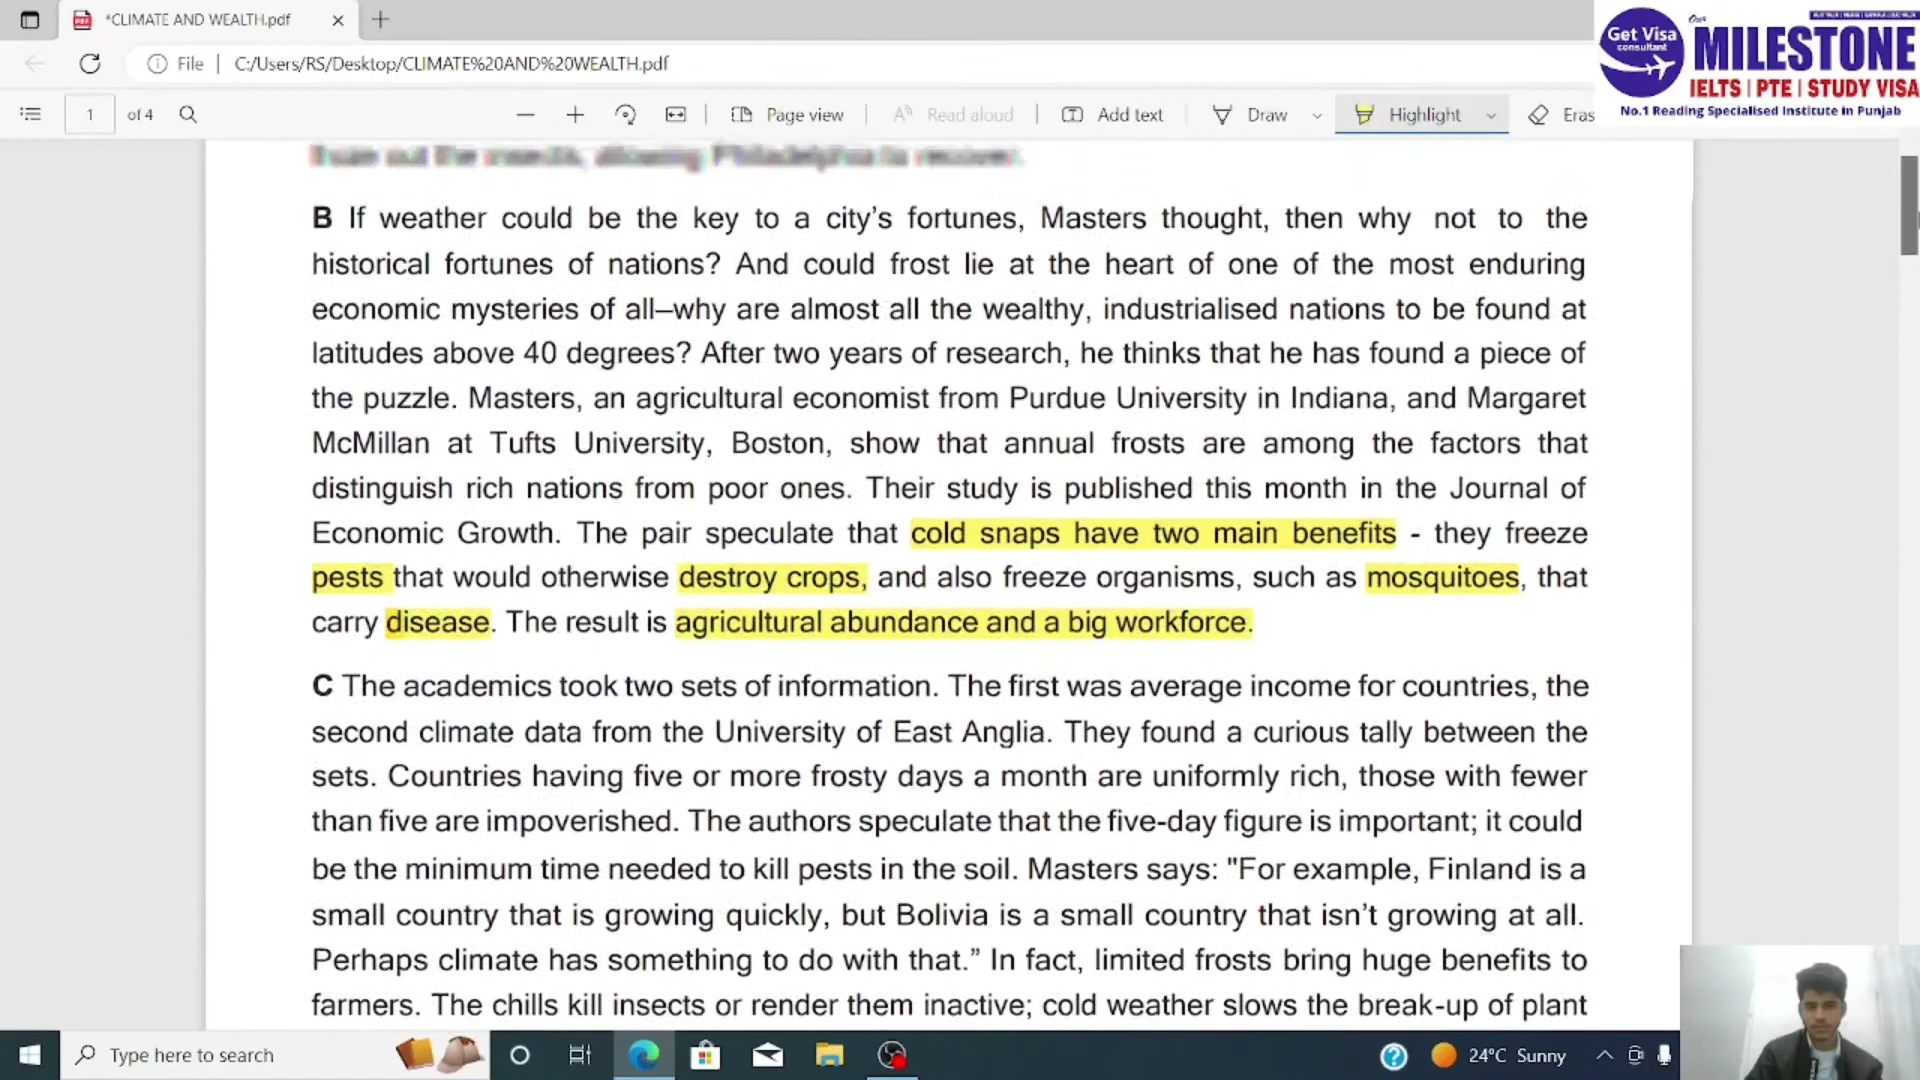 *CLIMATE AND WEALTH.pdf
File
C:/Users/RS/Desktop/CLIMATE%20AND%20WEALTH.pdf
1 of 4
Page view
Read aloud
Add text
Draw
Highlight
Eras
Our
Get Visa
consultant
MILESTONE
IELTS | PTE | STUDY VISA
No.1 Reading Specialised Institute in Punjab
B If weather could be the key to a city’s fortunes, Masters thought, then why not to the
historical fortunes of nations? And could frost lie at the heart of one of the most enduring
economic mysteries of all–why are almost all the wealthy, industrialised nations to be found at
latitudes above 40 degrees? After two years of research, he thinks that he has found a piece of
the puzzle. Masters, an agricultural economist from Purdue University in Indiana, and Margaret
McMillan at Tufts University, Boston, show that annual frosts are among the factors that
distinguish rich nations from poor ones. Their study is published this month in the Journal of
Economic Growth. The pair speculate that cold snaps have two main benefits - they freeze
pests that would otherwise destroy crops, and also freeze organisms, such as mosquitoes, that
carry disease. The result is agricultural abundance and a big workforce.
C The academics took two sets of information. The first was average income for countries, the
second climate data from the University of East Anglia. They found a curious tally between the
sets. Countries having five or more frosty days a month are uniformly rich, those with fewer
than five are impoverished. The authors speculate that the five-day figure is important; it could
be the minimum time needed to kill pests in the soil. Masters says: "For example, Finland is a
small country that is growing quickly, but Bolivia is a small country that isn’t growing at all.
Perhaps climate has something to do with that.” In fact, limited frosts bring huge benefits to
farmers. The chills kill insects or render them inactive; cold weather slows the break-up of plant
Type here to search
24°C Sunny